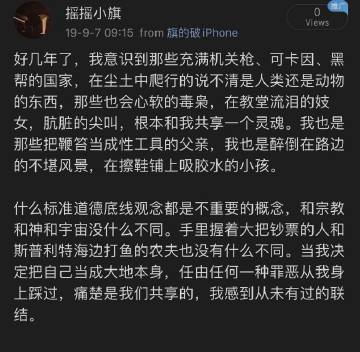 摇摇小旗
19-9-7 09:15 from 旗的破iPhone
0
Views
推广
好几年了，我意识到那些充满机关枪、可卡因、黑
帮的国家，在尘土中爬行的说不清是人类还是动物
的东西，那些也会心软的毒枭，在教堂流泪的妓
女，肮脏的尖叫，根本和我共享一个灵魂。我也是
那些把鞭笞当成性工具的父亲，我也是醉倒在路边
的不堪风景，在擦鞋铺上吸胶水的小孩。
什么标准道德底线观念都是不重要的概念，和宗教
和神和宇宙没什么不同。手里握着大把钞票的人和
斯普利特海边打鱼的农夫也没有什么不同。当我决
定把自己当成大地本身，任由任何一种罪恶从我身
上踩过，痛楚是我们共享的，我感到从未有过的联
结。